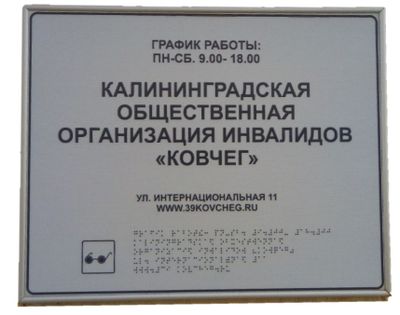 ГРАФИК РАБОТЫ:
ПН-СБ. 9.00- 18.00
КАЛИНИНГРАДСКАЯ
ОБЩЕСТВЕННАЯ
ОРГАНИЗАЦИЯ ИНВАЛИДОВ
«КОВЧЕГ»
УЛ. ИНТЕРНАЦИОНАЛЬНАЯ 11
WWW.39KOVCHEG.RU